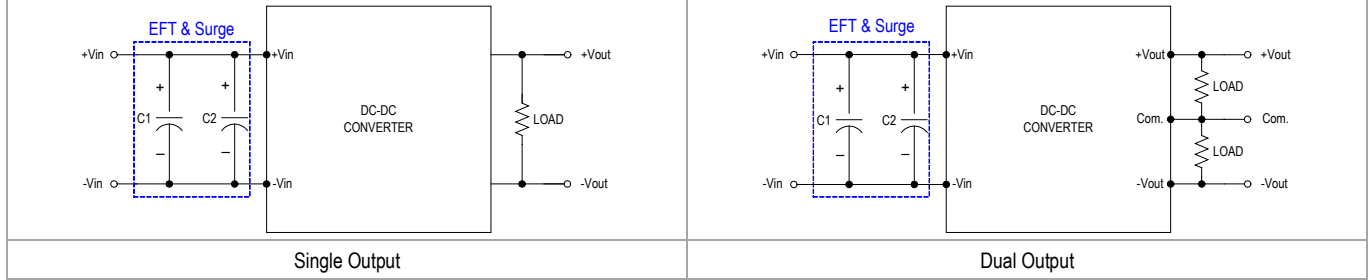 EFT & Surge
+Vin
+Vin
+Vout
+
+
C1
C2
DC-DC
CONVERTER
LOAD
–
–
-Vin
-Vin
-Vout
Single Output
EFT & Surge
+Vin
+Vin
+Vout
+Vout
+
+
LOAD
C1
C2
DC-DC
CONVERTER
Com.
Com.
–
–
LOAD
-Vin
-Vin
-Vout
-Vout
Dual Output